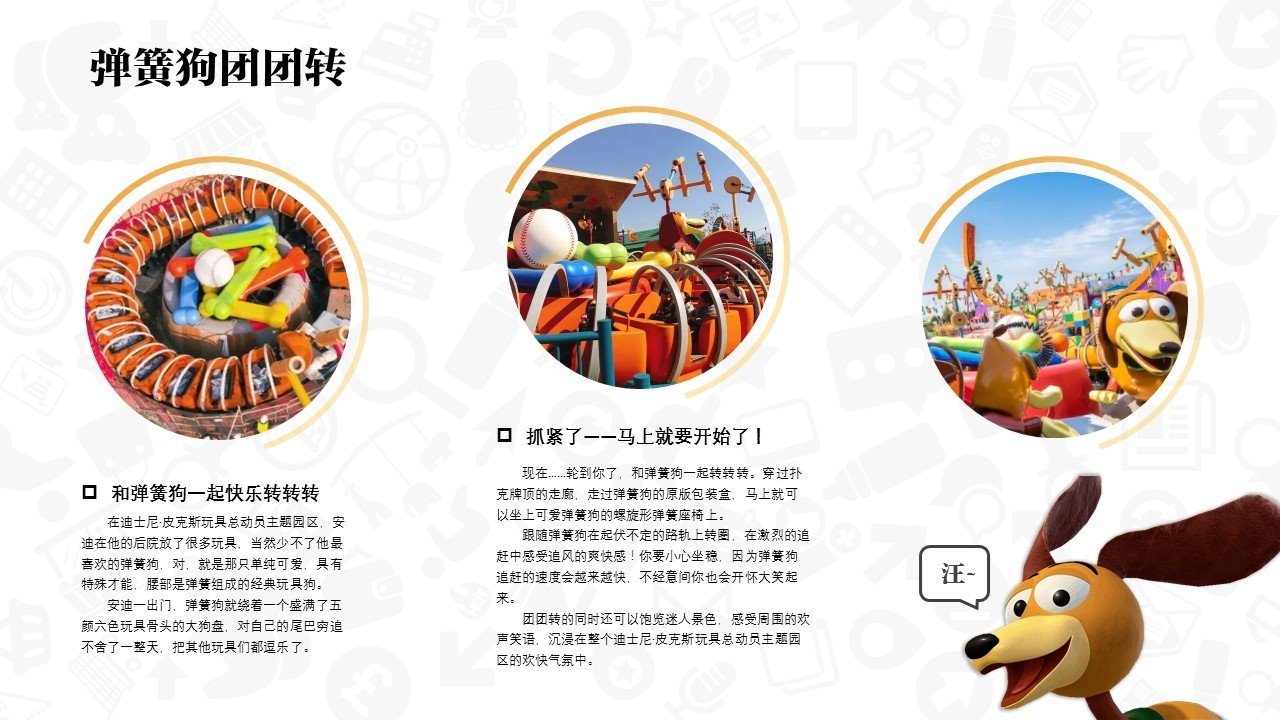 弹簧狗团团转
和弹簧狗一起快乐转转转
在迪士尼·皮克斯玩具总动员主题园区，安
迪在他的后院放了很多玩具，当然少不了他最
喜欢的弹簧狗，对，就是那只单纯可爱，具有
特殊才能，腰部是弹簧组成的经典玩具狗。
安迪一出门，弹簧狗就绕着一个盛满了五
颜六色玩具骨头的大狗盘，对自己的尾巴穷追
不舍了一整天，把其他玩具们都逗乐了。
抓紧了——马上就要开始了！
现在......轮到你了，和弹簧狗一起转转转。穿过扑
克牌顶的走廊，走过弹簧狗的原版包装盒，马上就可
以坐上可爱弹簧狗的螺旋形弹簧座椅上。
跟随弹簧狗在起伏不定的路轨上转圈，在激烈的追
赶中感受追风的爽快感！你要小心坐稳，因为弹簧狗
追赶的速度会越来越快，不经意间你也会开怀大笑起
来。
团团转的同时还可以饱览迷人景色，感受周围的欢
声笑语，沉浸在整个迪士尼·皮克斯玩具总动员主题园
区的欢快气氛中。
汪~